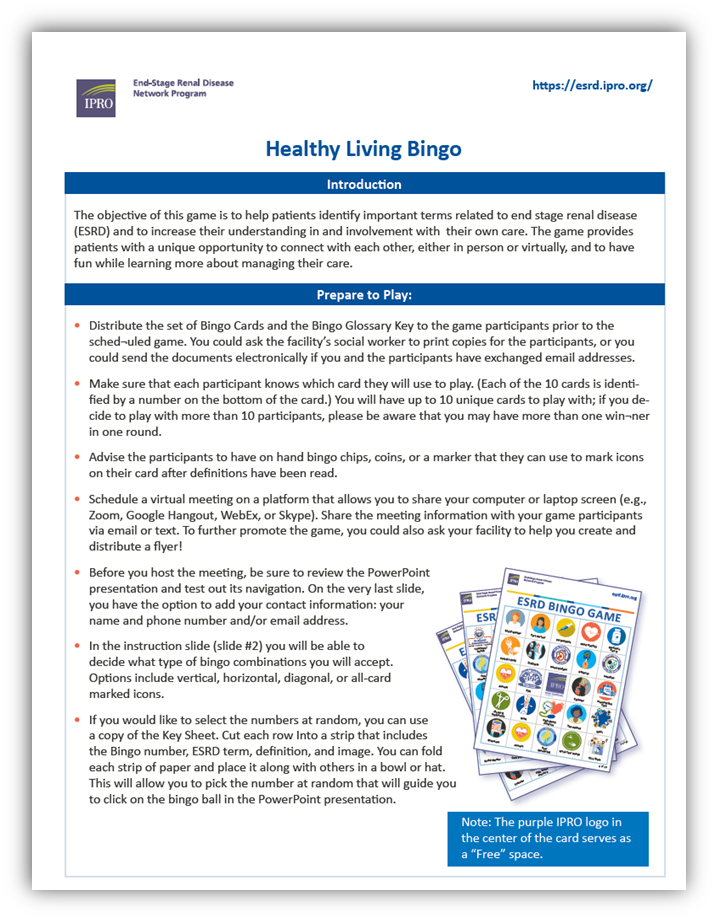 End-Stage Renal Disease
Network Program
IPRO
https://esrd.ipro.org/
Healthy Living Bingo
Introduction
The objective of this game is to help patients identify important terms related to end stage renal disease
(ESRD) and to increase their understanding in and involvement with their own care. The game provides
patients with a unique opportunity to connect with each other, either in person or virtually, and to have
fun while learning more about managing their care.
Prepare to Play:
• Distribute the set of Bingo Cards and the Bingo Glossary Key to the game participants prior to the
sched¬uled game. You could ask the facility's social worker to print copies for the participants, or you
could send the documents electronically if you and the participants have exchanged email addresses.
• Make sure that each participant knows which card they will use to play. (Each of the 10 cards is identi-
fied by a number on the bottom of the card.) You will have up to 10 unique cards to play with; if you de-
cide to play with more than 10 participants, please be aware that you may have more than one win¬ner
in one round.
• Advise the participants to have on hand bingo chips, coins, or a marker that they can use to mark icons
on their card after definitions have been read.
• Schedule a virtual meeting on a platform that allows you to share your computer or laptop screen (e.g.,
Zoom, Google Hangout, WebEx, or Skype). Share the meeting information with your game participants
via email or text. To further promote the game, you could also ask your facility to help you create and
distribute a flyer!
• Before you host the meeting, be sure to review the PowerPoint
presentation and test out its navigation. On the very last slide,
you have the option to add your contact information: your
name and phone number and/or email address.
• In the instruction slide (slide #2) you will be able to
decide what type of bingo combinations you will accept.
Options include vertical, horizontal, diagonal, or all-card
marked icons.
• If you would like to select the numbers at random, you can use
a copy of the Key Sheet. Cut each row Into a strip that includes
the Bingo number, ESRD term, definition, and image. You can fold
each strip of paper and place it along with others in a bowl or hat.
This will allow you to pick the number at random that will guide you
to click on the bingo ball in the PowerPoint presentation.
ESRD BINGO GAME
IPRO
Note: The purple IPRO logo in
the center of the card serves as
a “Free” space.